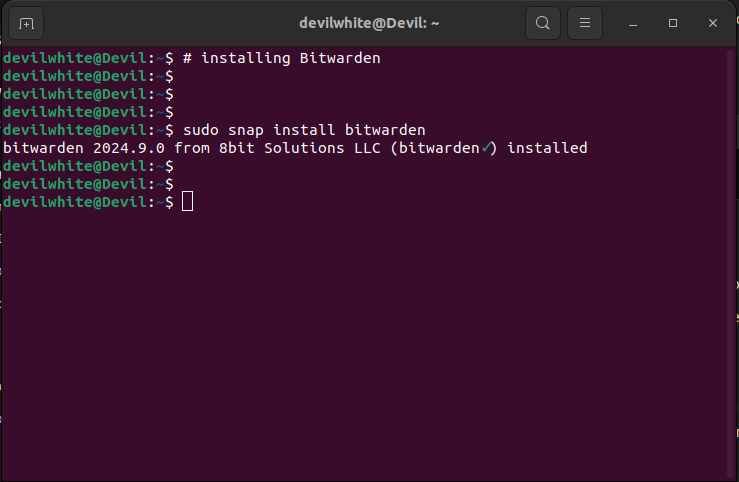 devilwhite@Devil: ~
devilwhite@Devil:~$ # installing Bitwarden
devilwhite@Devil:~$
devilwhite@Devil:~$
devilwhite@Devil:~$
devilwhite@Devil:~$ sudo snap install bitwarden
bitwarden 2024.9.0 from 8bit Solutions LLC (bitwarden✓) installed
devilwhite@Devil:~$
devilwhite@Devil:~$
devilwhite@Devil:~$